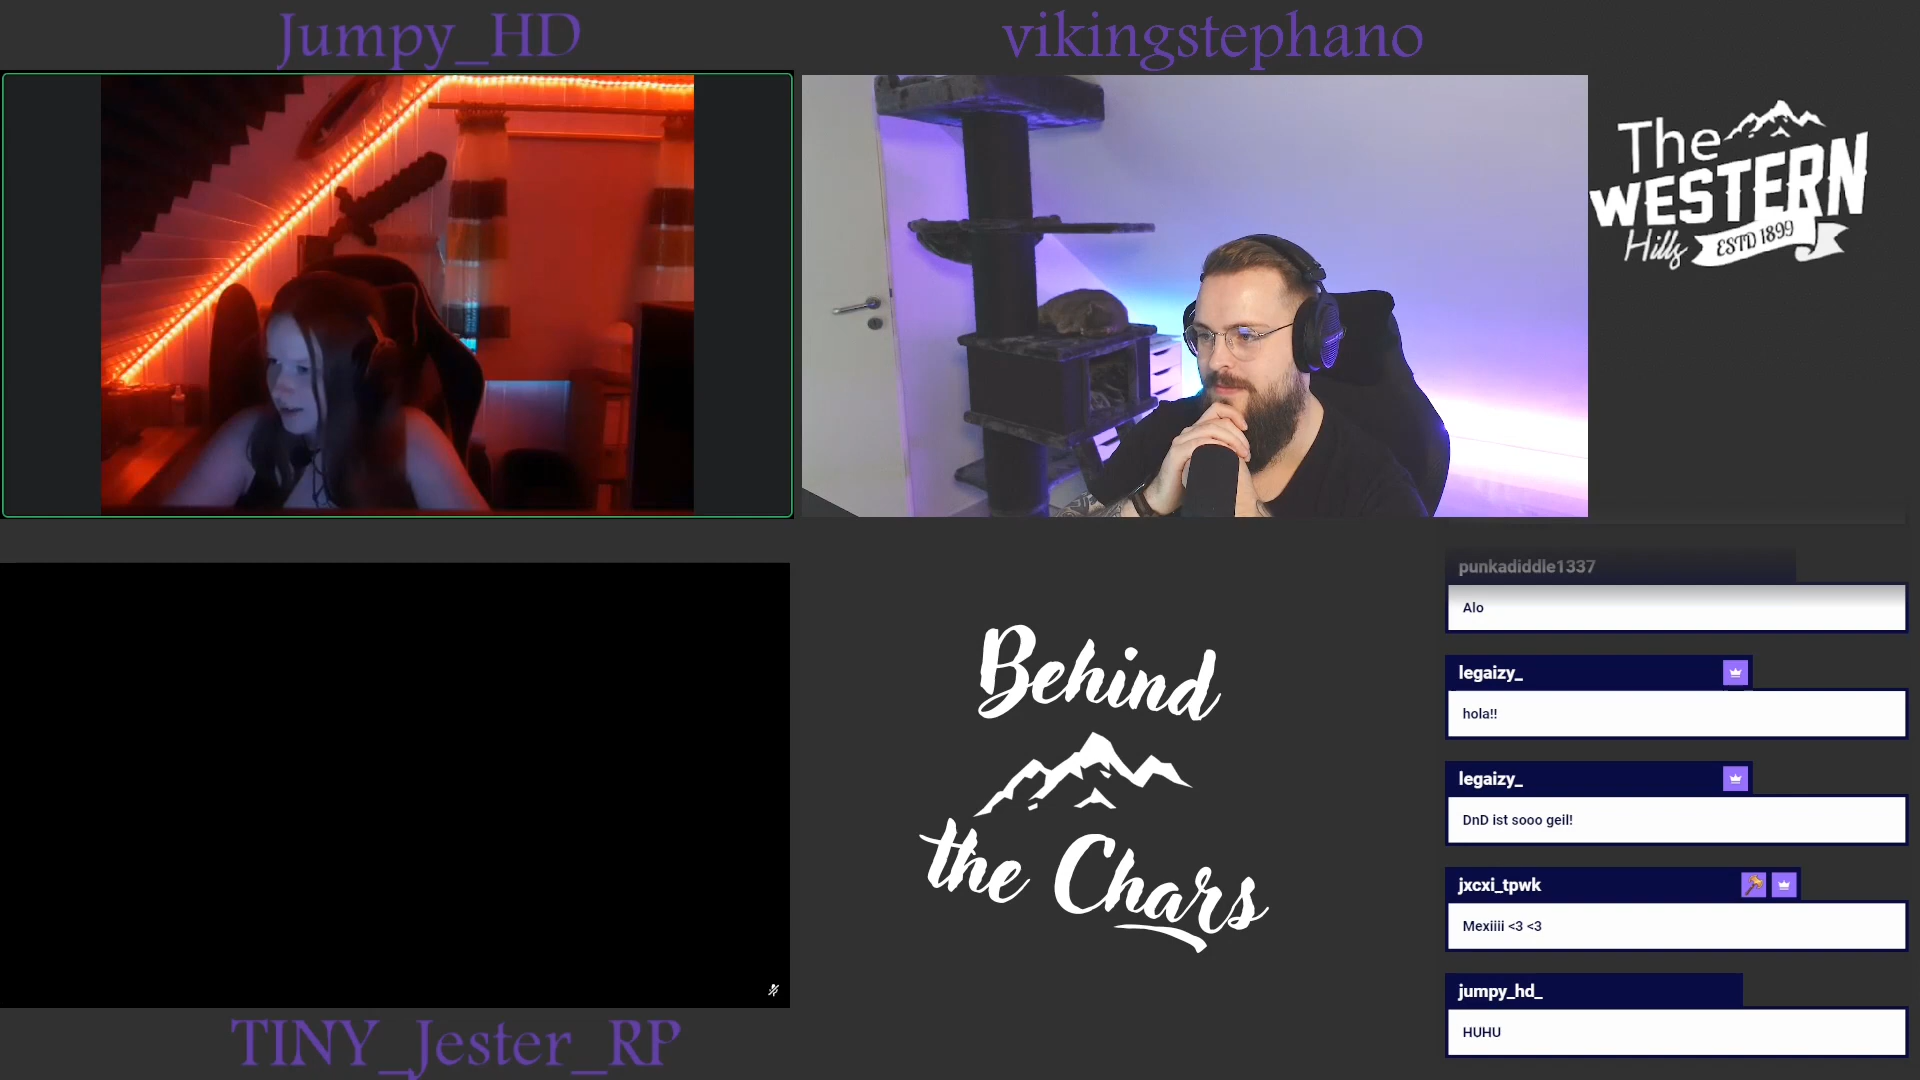 Jumpy_HD
vikingstephano
The
WESTERN
Hills
ESTD 1899
punkadiddle1337
Alo
legaizy_
hola!!
legaizy_
DnD ist sooo geil!
jxcxi_tpwk
Mexiiii <3 <3
jumpy_hd_
HUHU
Behind
the Chars
TINY_Jester_RP